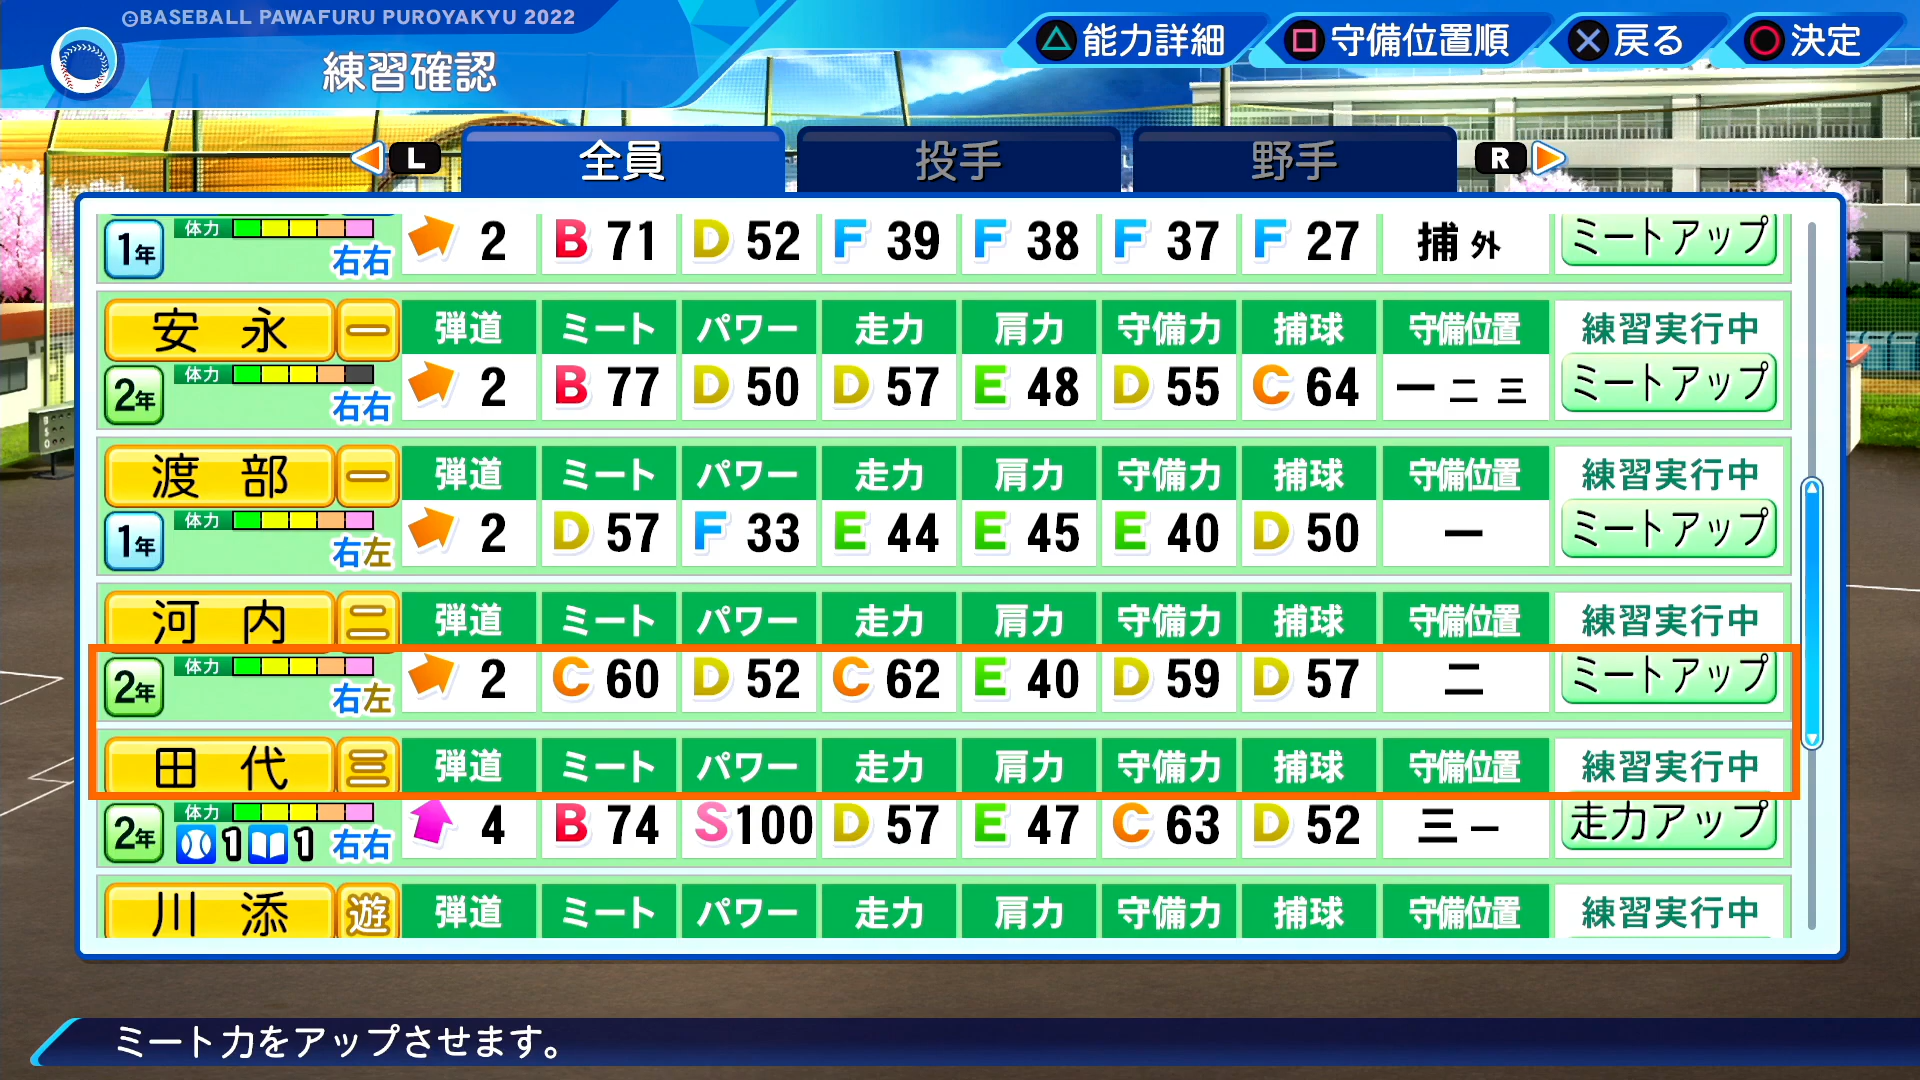 eBASEBALL PAWAFURU PUROYAKYU 2022
練習確認
能力詳細 守備位置順 戻る 決定
L 全員 投手 野手 R
1年 体力 右右 2 B 71 D 52 F 39 F 38 F 37 F 27 捕 外 ミートアップ
安永 一 弾道 ミート パワー 走力 肩力 守備力 捕球 守備位置 練習実行中
2年 体力 右右 2 B 77 D 50 D 57 E 48 D 55 C 64 一 二 三 ミートアップ
渡部 一 弾道 ミート パワー 走力 肩力 守備力 捕球 守備位置 練習実行中
1年 体力 右左 2 D 57 F 33 E 44 E 45 E 40 D 50 一 ミートアップ
河内 二 弾道 ミート パワー 走力 肩力 守備力 捕球 守備位置 練習実行中
2年 体力 右左 2 C 60 D 52 C 62 E 40 D 59 D 57 二 ミートアップ
田代 三 弾道 ミート パワー 走力 肩力 守備力 捕球 守備位置 練習実行中
2年 体力 1 1 右右 4 B 74 S 100 D 57 E 47 C 63 D 52 三 一 走力アップ
川添 遊 弾道 ミート パワー 走力 肩力 守備力 捕球 守備位置 練習実行中
ミート力をアップさせます。